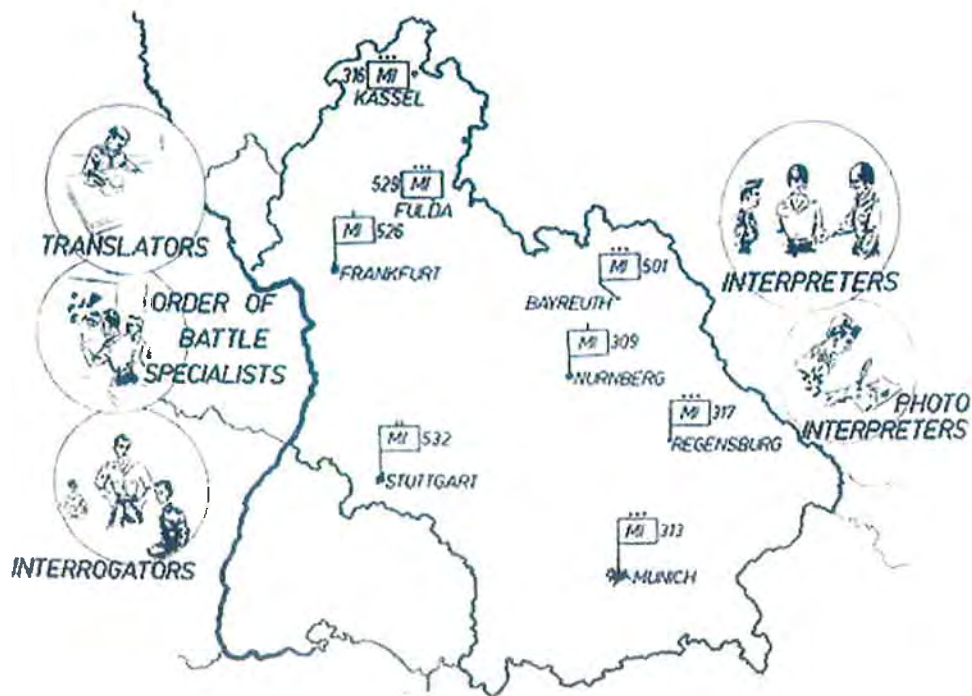 316 MI
KASSEL
529 MI
FULDA
MI 526
FRANKFURT
TRANSLATORS
ORDER OF
BATTLE
SPECIALISTS
INTERROGATORS
MI 501
BAYREUTH
MI 309
NURNBERG
MI 317
REGENSBURG
MI 532
STUTTGART
MI 313
MUNICH
INTERPRETERS
PHOTO
INTERPRETERS